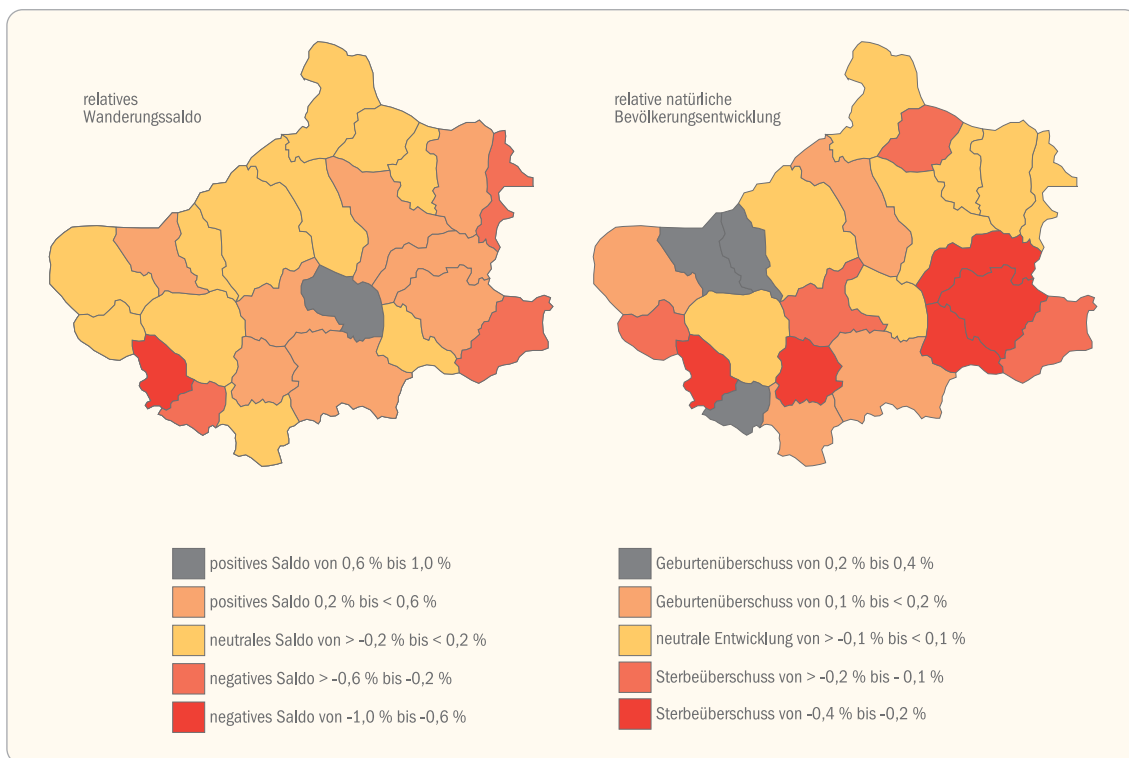 relatives
Wanderungssaldo
relative natürliche
Bevölkerungsentwicklung
positives Saldo von 0,6 % bis 1,0 %
positives Saldo 0,2 % bis < 0,6 %
neutrales Saldo von > -0,2 % bis < 0,2 %
negatives Saldo > -0,6 % bis -0,2 %
negatives Saldo von -1,0 % bis -0,6 %
Geburtenüberschuss von 0,2 % bis 0,4 %
Geburtenüberschuss von 0,1 % bis < 0,2 %
neutrale Entwicklung von > -0,1 % bis < 0,1 %
Sterbeüberschuss von > -0,2 % bis - 0,1 %
Sterbeüberschuss von -0,4 % bis -0,2 %